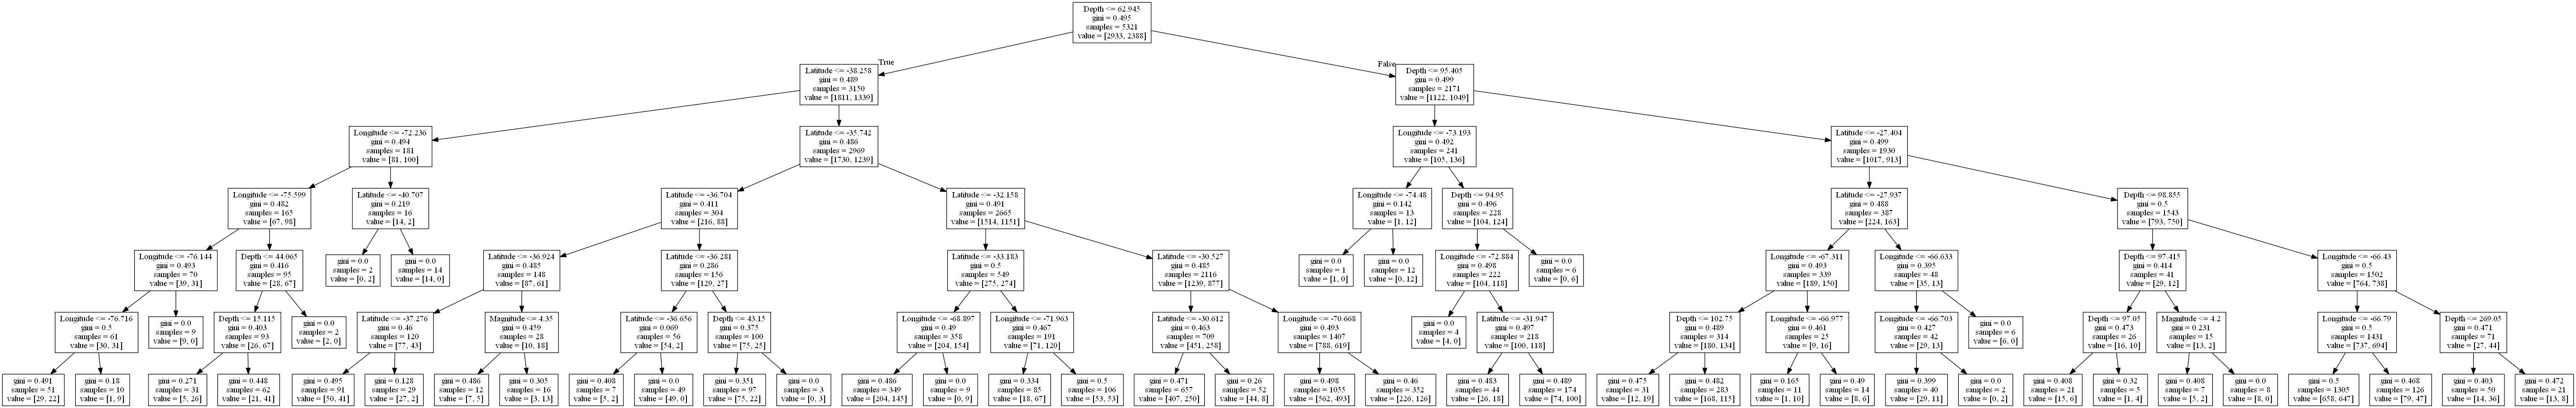 Depth <= 62.945
gini = 0.495
samples = 5321
value = [2933, 2388]
True
False
Latitude <= -38.258
gini = 0.489
samples = 3150
value = [1811, 1339]
Depth <= 95.405
gini = 0.499
samples = 2171
value = [1122, 1049]
Longitude <= -72.236
gini = 0.494
samples = 181
value = [81, 100]
Latitude <= -35.742
gini = 0.486
samples = 2969
value = [1730, 1239]
Longitude <= -73.193
gini = 0.492
samples = 241
value = [105, 136]
Latitude <= -27.404
gini = 0.499
samples = 1930
value = [1017, 913]
Longitude <= -75.599
gini = 0.482
samples = 165
value = [67, 98]
Latitude <= -40.707
gini = 0.219
samples = 16
value = [14, 2]
Latitude <= -36.704
gini = 0.411
samples = 304
value = [216, 88]
Latitude <= -32.158
gini = 0.491
samples = 2665
value = [1514, 1151]
Longitude <= -74.48
gini = 0.142
samples = 13
value = [1, 12]
Depth <= 94.95
gini = 0.496
samples = 228
value = [104, 124]
Latitude <= -27.937
gini = 0.488
samples = 387
value = [224, 163]
Depth <= 98.855
gini = 0.5
samples = 1543
value = [793, 750]
Longitude <= -76.144
gini = 0.493
samples = 70
value = [39, 31]
Depth <= 44.065
gini = 0.416
samples = 95
value = [28, 67]
gini = 0.0
samples = 2
value = [0, 2]
gini = 0.0
samples = 14
value = [14, 0]
Latitude <= -36.924
gini = 0.485
samples = 148
value = [87, 61]
Latitude <= -36.281
gini = 0.286
samples = 156
value = [129, 27]
Latitude <= -33.183
gini = 0.5
samples = 549
value = [275, 274]
Latitude <= -30.527
gini = 0.485
samples = 2116
value = [1239, 877]
gini = 0.0
samples = 1
value = [1, 0]
gini = 0.0
samples = 12
value = [0, 12]
Longitude <= -72.884
gini = 0.498
samples = 222
value = [104, 118]
gini = 0.0
samples = 6
value = [0, 6]
Longitude <= -67.311
gini = 0.493
samples = 339
value = [189, 150]
Longitude <= -66.633
gini = 0.395
samples = 48
value = [35, 13]
Depth <= 97.415
gini = 0.414
samples = 41
value = [29, 12]
Longitude <= -66.43
gini = 0.5
samples = 1502
value = [764, 738]
Longitude <= -76.716
gini = 0.5
samples = 61
value = [30, 31]
gini = 0.0
samples = 9
value = [9, 0]
Depth <= 15.115
gini = 0.403
samples = 93
value = [26, 67]
gini = 0.0
samples = 2
value = [2, 0]
Latitude <= -37.276
gini = 0.46
samples = 120
value = [77, 43]
Magnitude <= 4.35
gini = 0.459
samples = 28
value = [10, 18]
Latitude <= -36.656
gini = 0.069
samples = 56
value = [54, 2]
Depth <= 43.15
gini = 0.375
samples = 100
value = [75, 25]
Longitude <= -68.897
gini = 0.49
samples = 358
value = [204, 154]
Longitude <= -71.963
gini = 0.467
samples = 191
value = [71, 120]
Latitude <= -30.612
gini = 0.463
samples = 709
value = [451, 258]
Longitude <= -70.668
gini = 0.493
samples = 1407
value = [788, 619]
gini = 0.0
samples = 4
value = [4, 0]
Latitude <= -31.947
gini = 0.497
samples = 218
value = [100, 118]
Depth <= 102.75
gini = 0.489
samples = 314
value = [180, 134]
Longitude <= -66.977
gini = 0.461
samples = 25
value = [9, 16]
Longitude <= -66.703
gini = 0.427
samples = 42
value = [29, 13]
gini = 0.0
samples = 6
value = [6, 0]
Depth <= 97.05
gini = 0.473
samples = 26
value = [16, 10]
Magnitude <= 4.2
gini = 0.231
samples = 15
value = [13, 2]
Longitude <= -66.79
gini = 0.5
samples = 1431
value = [737, 694]
Depth <= 269.05
gini = 0.471
samples = 71
value = [27, 44]
gini = 0.491
samples = 51
value = [29, 22]
gini = 0.18
samples = 10
value = [1, 9]
gini = 0.271
samples = 31
value = [5, 26]
gini = 0.448
samples = 62
value = [21, 41]
gini = 0.495
samples = 91
value = [50, 41]
gini = 0.128
samples = 29
value = [27, 2]
gini = 0.486
samples = 12
value = [7, 5]
gini = 0.305
samples = 16
value = [3, 13]
gini = 0.408
samples = 7
value = [5, 2]
gini = 0.0
samples = 49
value = [49, 0]
gini = 0.351
samples = 97
value = [75, 22]
gini = 0.0
samples = 3
value = [0, 3]
gini = 0.486
samples = 349
value = [204, 145]
gini = 0.0
samples = 9
value = [0, 9]
gini = 0.334
samples = 85
value = [18, 67]
gini = 0.5
samples = 106
value = [53, 53]
gini = 0.471
samples = 657
value = [407, 250]
gini = 0.26
samples = 52
value = [44, 8]
gini = 0.498
samples = 1055
value = [562, 493]
gini = 0.46
samples = 352
value = [226, 126]
gini = 0.483
samples = 44
value = [26, 18]
gini = 0.489
samples = 174
value = [74, 100]
gini = 0.475
samples = 31
value = [12, 19]
gini = 0.482
samples = 283
value = [168, 115]
gini = 0.165
samples = 11
value = [1, 10]
gini = 0.49
samples = 14
value = [8, 6]
gini = 0.399
samples = 40
value = [29, 11]
gini = 0.0
samples = 2
value = [0, 2]
gini = 0.408
samples = 21
value = [15, 6]
gini = 0.32
samples = 5
value = [1, 4]
gini = 0.408
samples = 7
value = [5, 2]
gini = 0.0
samples = 8
value = [8, 0]
gini = 0.5
samples = 1305
value = [658, 647]
gini = 0.468
samples = 126
value = [79, 47]
gini = 0.403
samples = 50
value = [14, 36]
gini = 0.472
samples = 21
value = [13, 8]